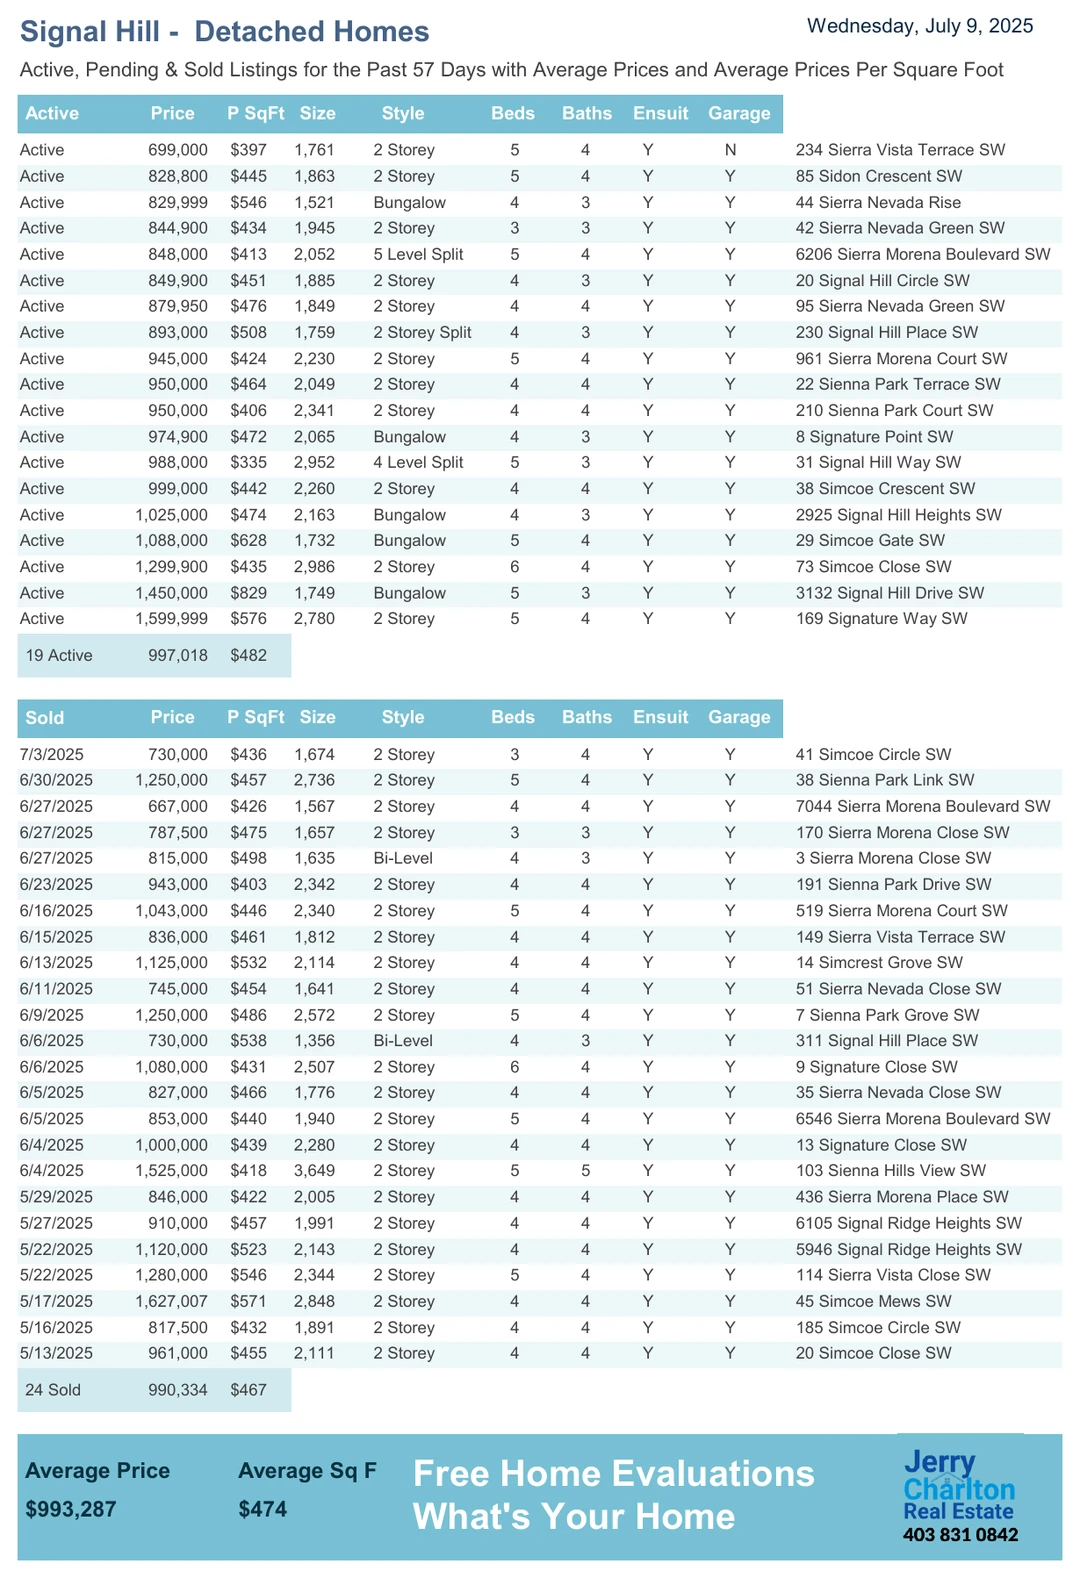 Signal Hill - Detached Homes
Wednesday, July 9, 2025
Active, Pending & Sold Listings for the Past 57 Days with Average Prices and Average Prices Per Square Foot
Active Price P SqFt Size Style Beds Baths Ensuit Garage
Active 699,000 $397 1,761 2 Storey 5 4 Y N 234 Sierra Vista Terrace SW
Active 828,800 $445 1,863 2 Storey 5 4 Y Y 85 Sidon Crescent SW
Active 829,999 $546 1,521 Bungalow 4 3 Y Y 44 Sierra Nevada Rise
Active 844,900 $434 1,945 2 Storey 3 3 Y Y 42 Sierra Nevada Green SW
Active 848,000 $413 2,052 5 Level Split 5 4 Y Y 6206 Sierra Morena Boulevard SW
Active 849,900 $451 1,885 2 Storey 4 3 Y Y 20 Signal Hill Circle SW
Active 879,950 $476 1,849 2 Storey 4 4 Y Y 95 Sierra Nevada Green SW
Active 893,000 $508 1,759 2 Storey Split 4 3 Y Y 230 Signal Hill Place SW
Active 945,000 $424 2,230 2 Storey 5 4 Y Y 961 Sierra Morena Court SW
Active 950,000 $464 2,049 2 Storey 4 4 Y Y 22 Sienna Park Terrace SW
Active 950,000 $406 2,341 2 Storey 4 4 Y Y 210 Sienna Park Court SW
Active 974,900 $472 2,065 Bungalow 4 3 Y Y 8 Signature Point SW
Active 988,000 $335 2,952 4 Level Split 5 3 Y Y 31 Signal Hill Way SW
Active 999,000 $442 2,260 2 Storey 4 4 Y Y 38 Simcoe Crescent SW
Active 1,025,000 $474 2,163 Bungalow 4 3 Y Y 2925 Signal Hill Heights SW
Active 1,088,000 $628 1,732 Bungalow 5 4 Y Y 29 Simcoe Gate SW
Active 1,299,900 $435 2,986 2 Storey 6 4 Y Y 73 Simcoe Close SW
Active 1,450,000 $829 1,749 Bungalow 5 3 Y Y 3132 Signal Hill Drive SW
Active 1,599,999 $576 2,780 2 Storey 5 4 Y Y 169 Signature Way SW
19 Active 997,018 $482
Sold Price P SqFt Size Style Beds Baths Ensuit Garage
7/3/2025 730,000 $436 1,674 2 Storey 3 4 Y Y 41 Simcoe Circle SW
6/30/2025 1,250,000 $457 2,736 2 Storey 5 4 Y Y 38 Sienna Park Link SW
6/27/2025 667,000 $426 1,567 2 Storey 4 4 Y Y 7044 Sierra Morena Boulevard SW
6/27/2025 787,500 $475 1,657 2 Storey 3 3 Y Y 170 Sierra Morena Close SW
6/27/2025 815,000 $498 1,635 Bi-Level 4 3 Y Y 3 Sierra Morena Close SW
6/23/2025 943,000 $403 2,342 2 Storey 4 4 Y Y 191 Sienna Park Drive SW
6/16/2025 1,043,000 $446 2,340 2 Storey 5 4 Y Y 519 Sierra Morena Court SW
6/15/2025 836,000 $461 1,812 2 Storey 4 4 Y Y 149 Sierra Vista Terrace SW
6/13/2025 1,125,000 $532 2,114 2 Storey 4 4 Y Y 14 Simcrest Grove SW
6/11/2025 745,000 $454 1,641 2 Storey 4 4 Y Y 51 Sierra Nevada Close SW
6/9/2025 1,250,000 $486 2,572 2 Storey 5 4 Y Y 7 Sienna Park Grove SW
6/6/2025 730,000 $538 1,356 Bi-Level 4 3 Y Y 311 Signal Hill Place SW
6/6/2025 1,080,000 $431 2,507 2 Storey 6 4 Y Y 9 Signature Close SW
6/5/2025 827,000 $466 1,776 2 Storey 4 4 Y Y 35 Sierra Nevada Close SW
6/5/2025 853,000 $440 1,940 2 Storey 5 4 Y Y 6546 Sierra Morena Boulevard SW
6/4/2025 1,000,000 $439 2,280 2 Storey 4 4 Y Y 13 Signature Close SW
6/4/2025 1,525,000 $418 3,649 2 Storey 5 5 Y Y 103 Sienna Hills View SW
5/29/2025 846,000 $422 2,005 2 Storey 4 4 Y Y 436 Sierra Morena Place SW
5/27/2025 910,000 $457 1,991 2 Storey 4 4 Y Y 6105 Signal Ridge Heights SW
5/22/2025 1,120,000 $523 2,143 2 Storey 4 4 Y Y 5946 Signal Ridge Heights SW
5/22/2025 1,280,000 $546 2,344 2 Storey 5 4 Y Y 114 Sierra Vista Close SW
5/17/2025 1,627,007 $571 2,848 2 Storey 4 4 Y Y 45 Simcoe Mews SW
5/16/2025 817,500 $432 1,891 2 Storey 4 4 Y Y 185 Simcoe Circle SW
5/13/2025 961,000 $455 2,111 2 Storey 4 4 Y Y 20 Simcoe Close SW
24 Sold 990,334 $467
Average Price Average Sq F
$993,287 $474
Free Home Evaluations
What's Your Home
Jerry
Charlton
Real Estate
403 831 0842